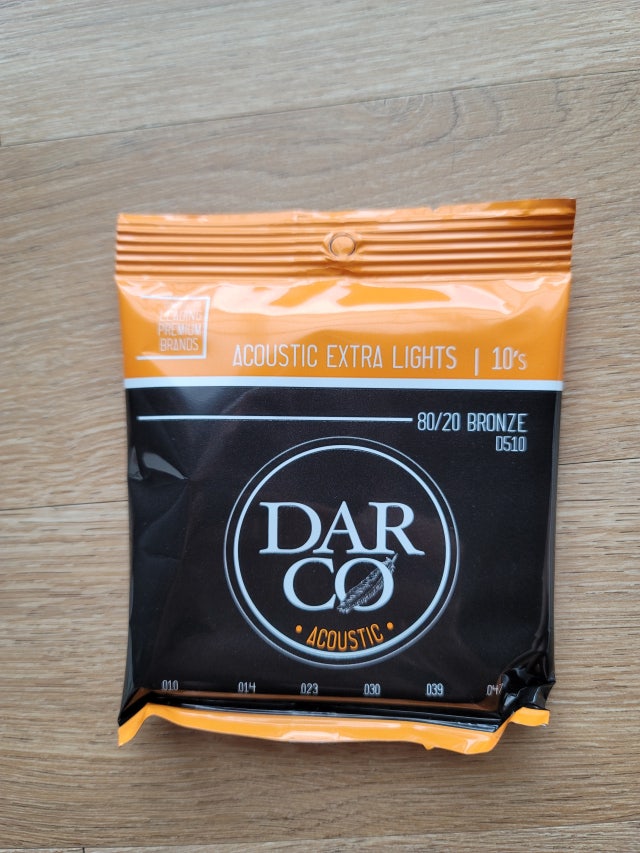 LEADING
PREMIUM
BRANDS
ACOUSTIC EXTRA LIGHTS | 10's
80/20 BRONZE
D510
DAR
CO
• ACOUSTIC •
.010 .014 .023 .030 .039 .047